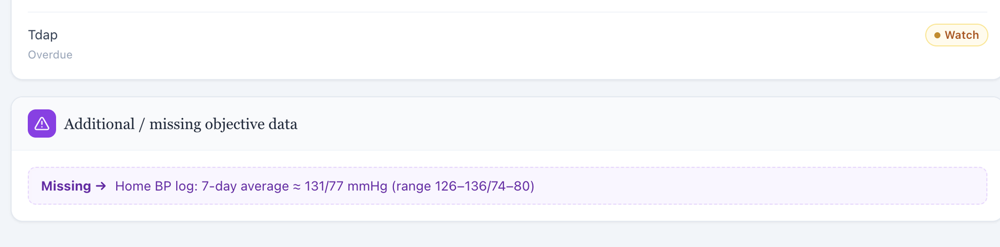 Tdap
Watch
Overdue
Additional / missing objective data
Missing → Home BP log: 7-day average ≈ 131/77 mmHg (range 126–136/74–80)